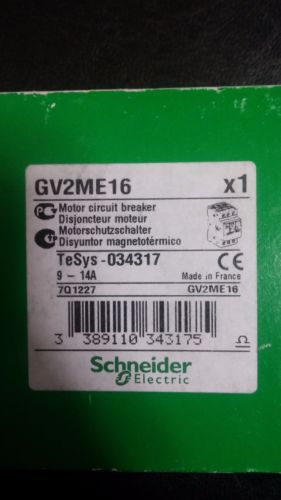 GV2ME16 x1
Motor circuit breaker
Disjoncteur moteur
Motorschutzschalter
Disyuntor magnetotérmico
TeSys - 034317 CE
9 – 14A Made in France
7Q1227 GV2ME16
3 389110 343175
Schneider
Electric